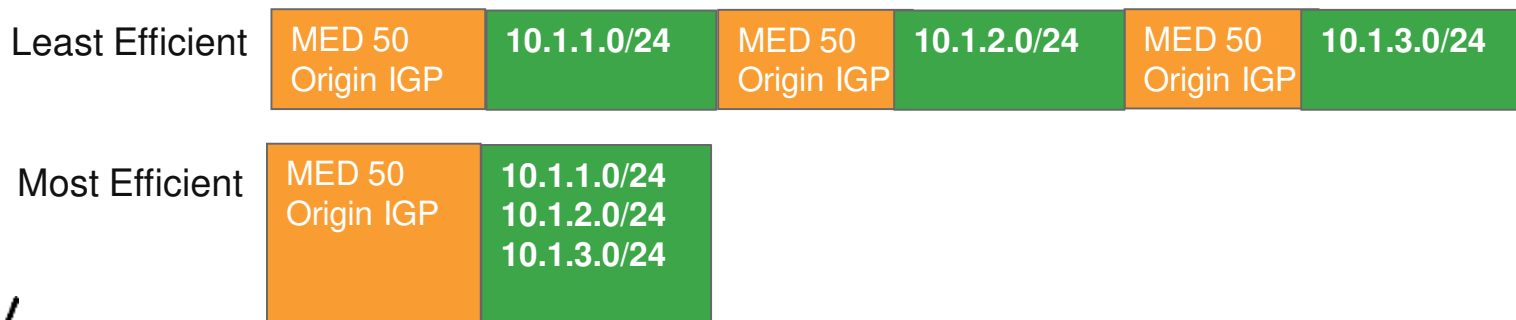 Least Efficient
MED 50
Origin IGP
10.1.1.0/24
MED 50
Origin IGP
10.1.2.0/24
MED 50
Origin IGP
10.1.3.0/24
Most Efficient
MED 50
Origin IGP
10.1.1.0/24
10.1.2.0/24
10.1.3.0/24